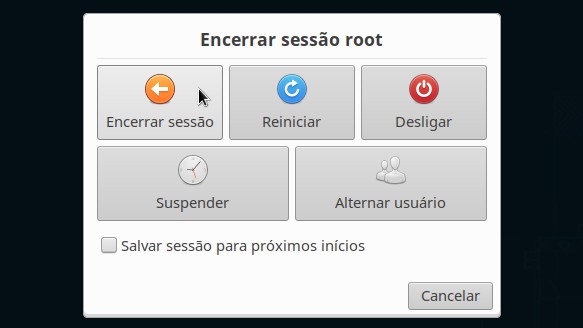 Encerrar sessão root
Encerrar sessão
Reiniciar
Desligar
Suspender
Alternar usuário
Salvar sessão para próximos inícios
Cancelar